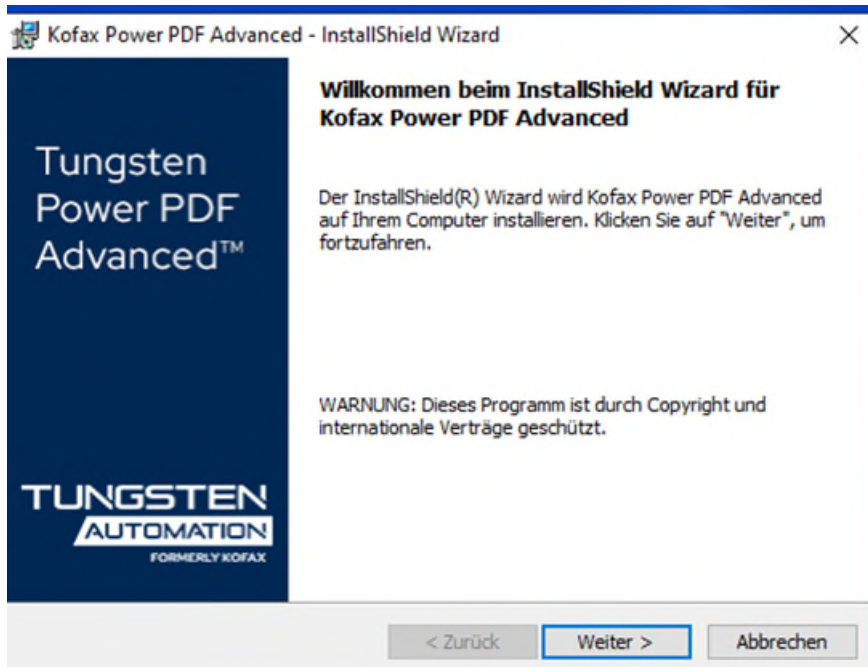 Kofax Power PDF Advanced - InstallShield Wizard
Willkommen beim InstallShield Wizard für
Kofax Power PDF Advanced
Tungsten
Power PDF
Advanced™
Der InstallShield(R) Wizard wird Kofax Power PDF Advanced
auf Ihrem Computer installieren. Klicken Sie auf "Weiter", um
fortzufahren.
WARNUNG: Dieses Programm ist durch Copyright und
internationale Verträge geschützt.
TUNGSTEN
AUTOMATION
FORMERLY KOFAX
< Zurück
Weiter >
Abbrechen